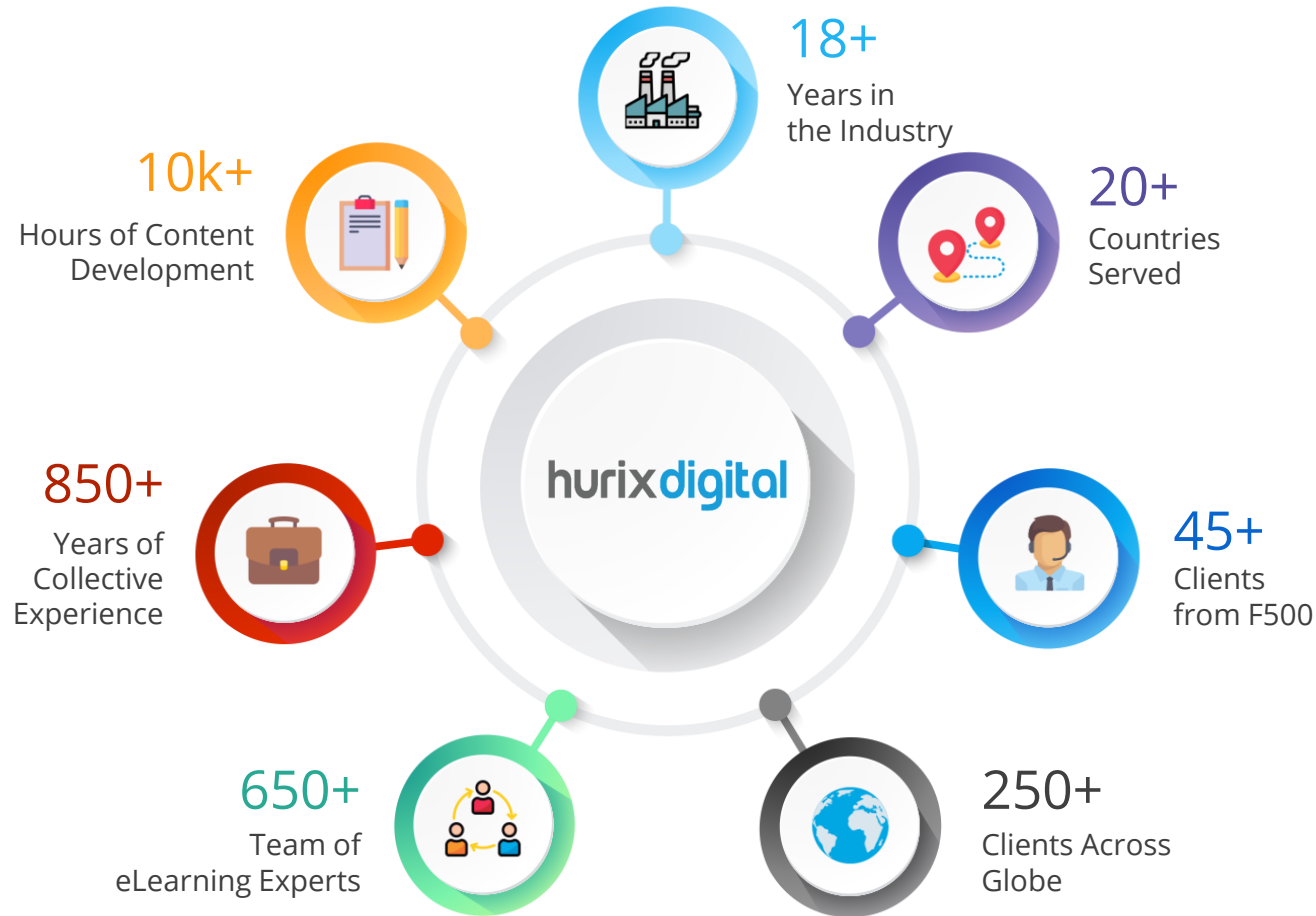 18+
Years in
the Industry
20+
Countries
Served
45+
Clients
from F500
250+
Clients Across
Globe
650+
Team of
eLearning Experts
850+
Years of
Collective
Experience
10k+
Hours of Content
Development
hurixdigital